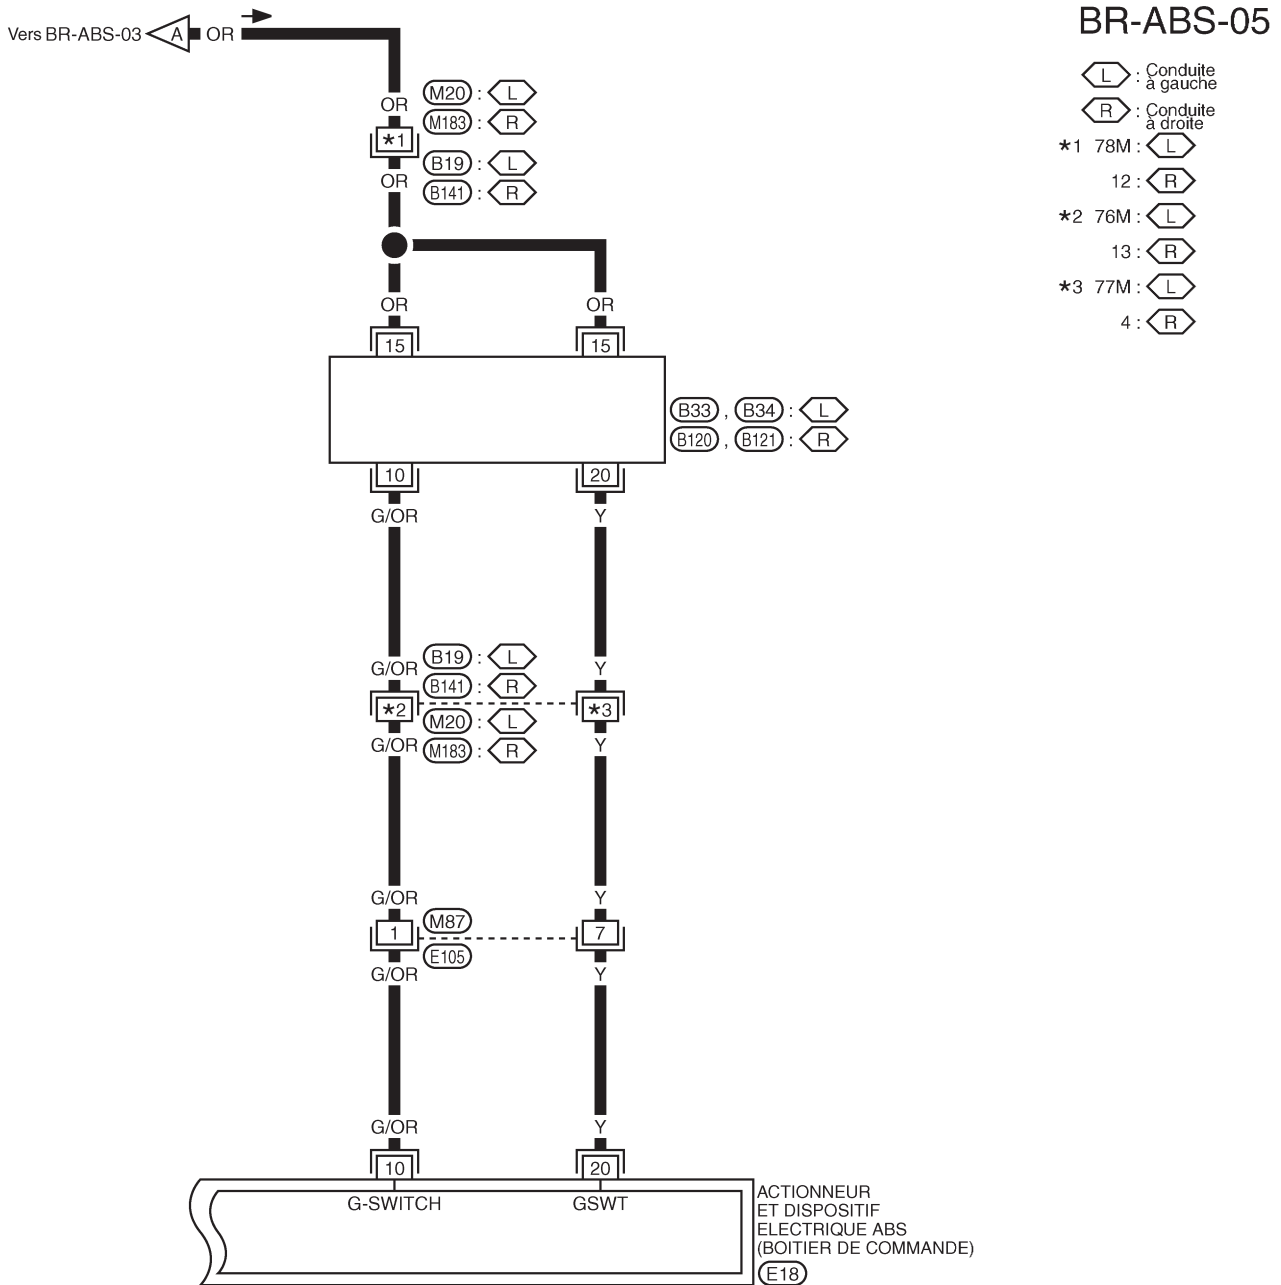 BR-ABS-05
Vers BR-ABS-03 A OR
L : Conduite à gauche
R : Conduite à droite
*1 78M : L
12 : R
*2 76M : L
13 : R
*3 77M : L
4 : R
OR
M20 : L
M183 : R
*1
B19 : L
B141 : R
OR
OR OR
15 15
B33 , B34 : L
B120 , B121 : R
10 20
G/OR Y
G/OR Y
B19 : L
B141 : R
*2 *3
M20 : L
M183 : R
G/OR Y
G/OR Y
M87
1 7
E105
G/OR Y
G/OR Y
10 20
G-SWITCH GSWT
ACTIONNEUR
ET DISPOSITIF
ELECTRIQUE ABS
(BOITIER DE COMMANDE)
E18